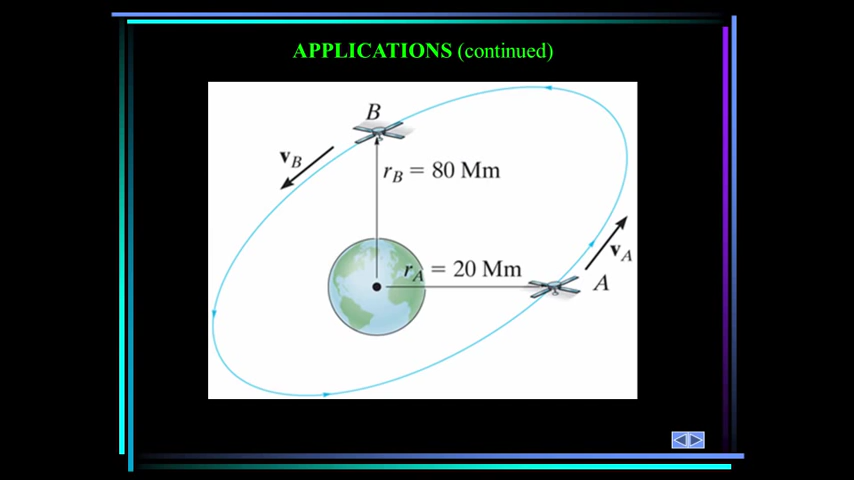 APPLICATIONS (continued)
B
v_B
r_B = 80 Mm
r_A = 20 Mm
v_A
A